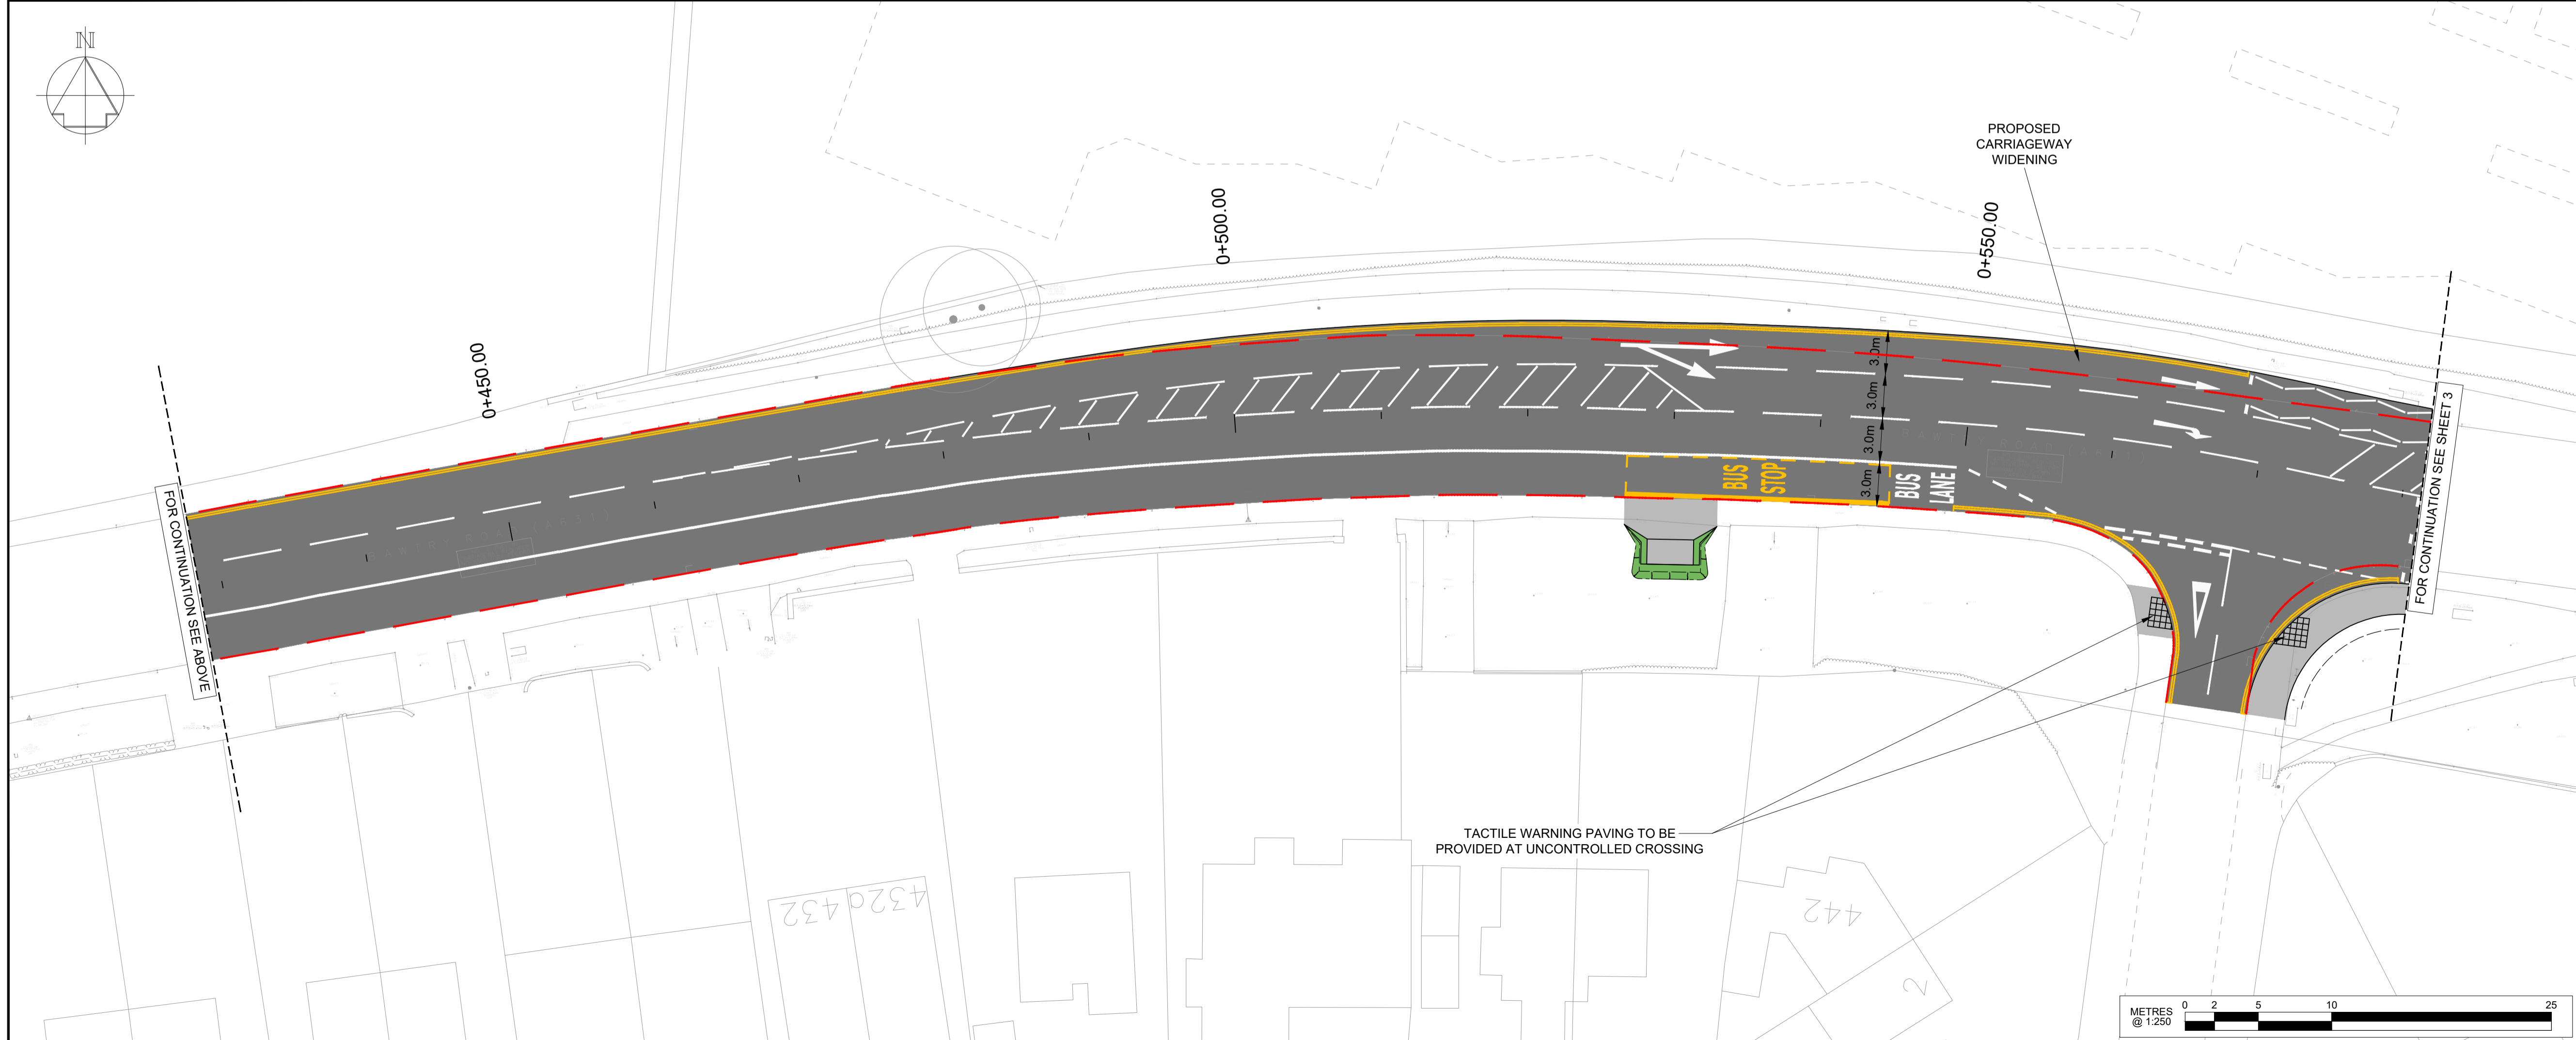 N
PROPOSED
CARRIAGEWAY
WIDENING
0+450.00
0+500.00
0+550.00
3.0m
3.0m
3.0m
3.0m
BUS
STOP
BUS
LANE
FOR CONTINUATION SEE ABOVE
FOR CONTINUATION SEE SHEET 3
TACTILE WARNING PAVING TO BE
PROVIDED AT UNCONTROLLED CROSSING
432
432a
442
2
METRES
@ 1:250
0 2 5 10 25